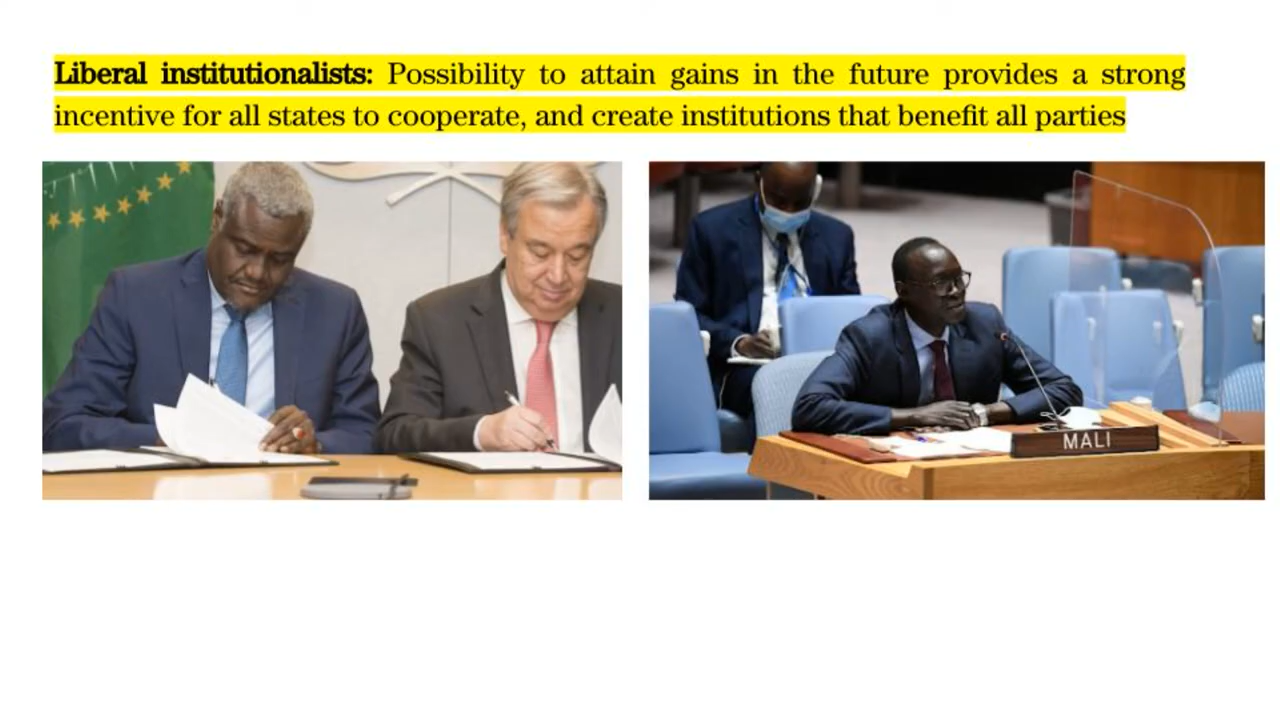 Liberal institutionalists: Possibility to attain gains in the future provides a strong
incentive for all states to cooperate, and create institutions that benefit all parties
MALI